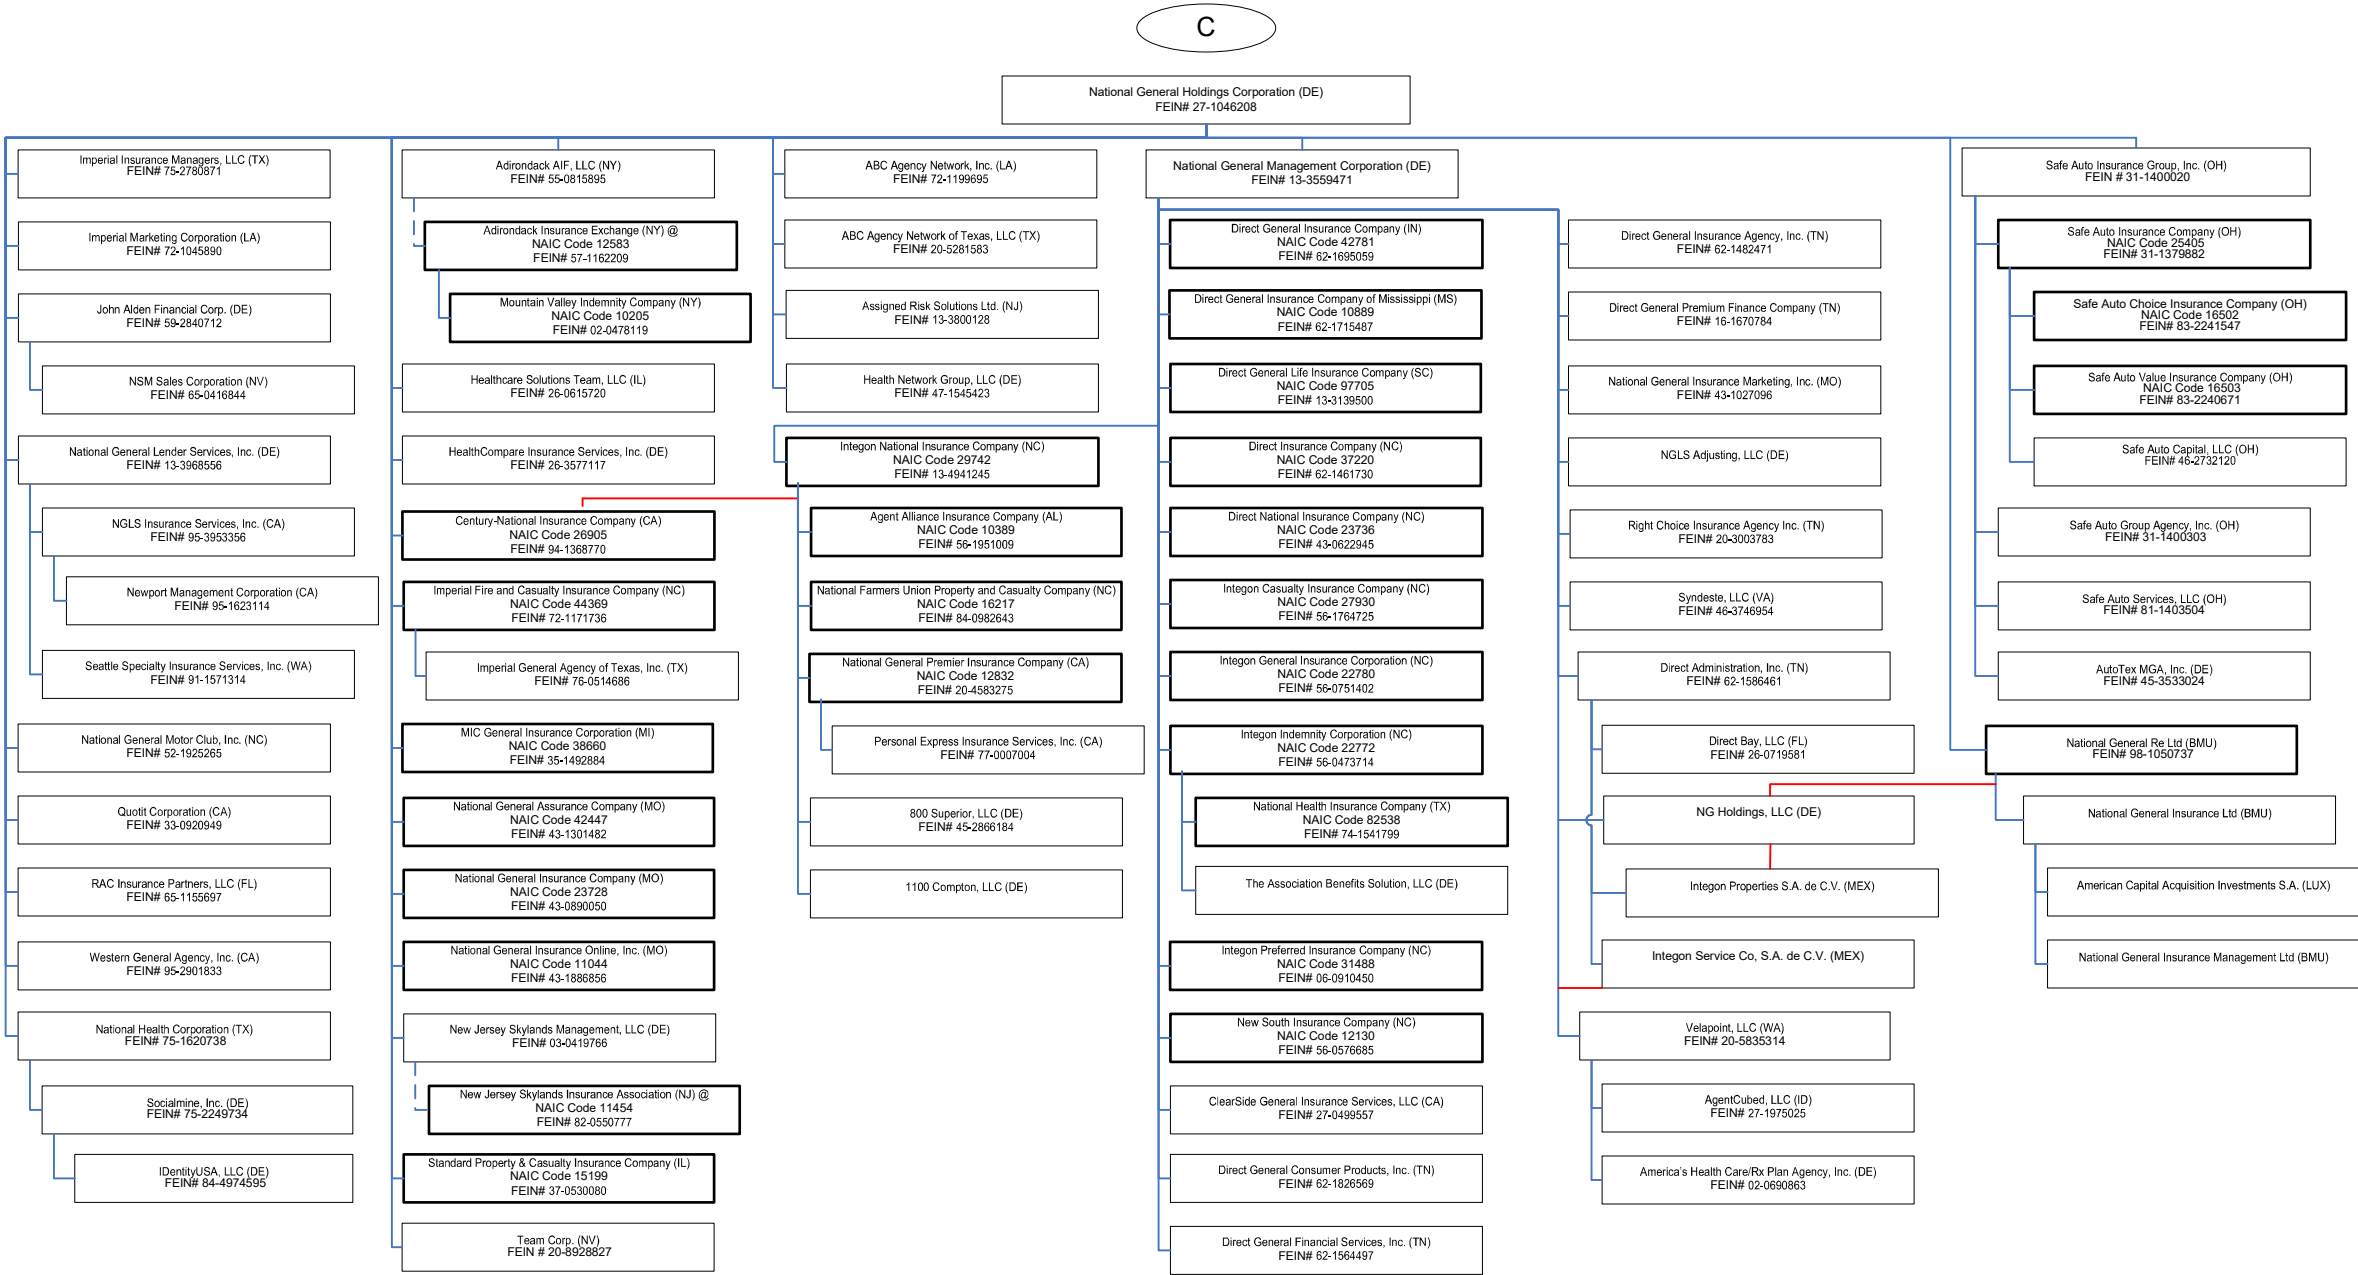 C
National General Holdings Corporation (DE)
FEIN# 27-1046208
Imperial Insurance Managers, LLC (TX)
FEIN# 75-2780871
Imperial Marketing Corporation (LA)
FEIN# 72-1045890
John Alden Financial Corp. (DE)
FEIN# 59-2840712
NSM Sales Corporation (NV)
FEIN# 65-0416844
National General Lender Services, Inc. (DE)
FEIN# 13-3968556
NGLS Insurance Services, Inc. (CA)
FEIN# 95-3953356
Newport Management Corporation (CA)
FEIN# 95-1623114
Seattle Specialty Insurance Services, Inc. (WA)
FEIN# 91-1571314
National General Motor Club, Inc. (NC)
FEIN# 52-1925265
Quotit Corporation (CA)
FEIN# 33-0920949
RAC Insurance Partners, LLC (FL)
FEIN# 65-1155697
Western General Agency, Inc. (CA)
FEIN# 95-2901833
National Health Corporation (TX)
FEIN# 75-1620738
Socialmine, Inc. (DE)
FEIN# 75-2249734
IDentityUSA, LLC (DE)
FEIN# 84-4974595
Adirondack AIF, LLC (NY)
FEIN# 55-0815895
Adirondack Insurance Exchange (NY) @
NAIC Code 12583
FEIN# 57-1162209
Mountain Valley Indemnity Company (NY)
NAIC Code 10205
FEIN# 02-0478119
Healthcare Solutions Team, LLC (IL)
FEIN# 26-0615720
HealthCompare Insurance Services, Inc. (DE)
FEIN# 26-3577117
Century-National Insurance Company (CA)
NAIC Code 26905
FEIN# 94-1368770
Imperial Fire and Casualty Insurance Company (NC)
NAIC Code 44369
FEIN# 72-1171736
Imperial General Agency of Texas, Inc. (TX)
FEIN# 76-0514686
MIC General Insurance Corporation (MI)
NAIC Code 38660
FEIN# 35-1492884
National General Assurance Company (MO)
NAIC Code 42447
FEIN# 43-1301482
National General Insurance Company (MO)
NAIC Code 23728
FEIN# 43-0890050
National General Insurance Online, Inc. (MO)
NAIC Code 11044
FEIN# 43-1886856
New Jersey Skylands Management, LLC (DE)
FEIN# 03-0419766
New Jersey Skylands Insurance Association (NJ) @
NAIC Code 11454
FEIN# 82-0550777
Standard Property & Casualty Insurance Company (IL)
NAIC Code 15199
FEIN# 37-0530080
Team Corp. (NV)
FEIN # 20-8928827
ABC Agency Network, Inc. (LA)
FEIN# 72-1199695
ABC Agency Network of Texas, LLC (TX)
FEIN# 20-5281583
Assigned Risk Solutions Ltd. (NJ)
FEIN# 13-3800128
Health Network Group, LLC (DE)
FEIN# 47-1545423
Integon National Insurance Company (NC)
NAIC Code 29742
FEIN# 13-4941245
Agent Alliance Insurance Company (AL)
NAIC Code 10389
FEIN# 56-1951009
National Farmers Union Property and Casualty Company (NC)
NAIC Code 16217
FEIN# 84-0982643
National General Premier Insurance Company (CA)
NAIC Code 12832
FEIN# 20-4583275
Personal Express Insurance Services, Inc. (CA)
FEIN# 77-0007004
800 Superior, LLC (DE)
FEIN# 45-2866184
1100 Compton, LLC (DE)
National General Management Corporation (DE)
FEIN# 13-3559471
Direct General Insurance Company (IN)
NAIC Code 42781
FEIN# 62-1695059
Direct General Insurance Company of Mississippi (MS)
NAIC Code 10889
FEIN# 62-1715487
Direct General Life Insurance Company (SC)
NAIC Code 97705
FEIN# 13-3139500
Direct Insurance Company (NC)
NAIC Code 37220
FEIN# 62-1461730
Direct National Insurance Company (NC)
NAIC Code 23736
FEIN# 43-0622945
Integon Casualty Insurance Company (NC)
NAIC Code 27930
FEIN# 56-1764725
Integon General Insurance Corporation (NC)
NAIC Code 22780
FEIN# 56-0751402
Integon Indemnity Corporation (NC)
NAIC Code 22772
FEIN# 56-0473714
National Health Insurance Company (TX)
NAIC Code 82538
FEIN# 74-1541799
The Association Benefits Solution, LLC (DE)
Integon Preferred Insurance Company (NC)
NAIC Code 31488
FEIN# 06-0910450
New South Insurance Company (NC)
NAIC Code 12130
FEIN# 56-0576685
ClearSide General Insurance Services, LLC (CA)
FEIN# 27-0499557
Direct General Consumer Products, Inc. (TN)
FEIN# 62-1826569
Direct General Financial Services, Inc. (TN)
FEIN# 62-1564497
Direct General Insurance Agency, Inc. (TN)
FEIN# 62-1482471
Direct General Premium Finance Company (TN)
FEIN# 16-1670784
National General Insurance Marketing, Inc. (MO)
FEIN# 43-1027096
NGLS Adjusting, LLC (DE)
Right Choice Insurance Agency Inc. (TN)
FEIN# 20-3003783
Syndeste, LLC (VA)
FEIN# 46-3746954
Direct Administration, Inc. (TN)
FEIN# 62-1586461
Direct Bay, LLC (FL)
FEIN# 26-0719581
NG Holdings, LLC (DE)
Integon Properties S.A. de C.V. (MEX)
Integon Service Co, S.A. de C.V. (MEX)
Velapoint, LLC (WA)
FEIN# 20-5835314
AgentCubed, LLC (ID)
FEIN# 27-1975025
America's Health Care/Rx Plan Agency, Inc. (DE)
FEIN# 02-0690863
Safe Auto Insurance Group, Inc. (OH)
FEIN # 31-1400020
Safe Auto Insurance Company (OH)
NAIC Code 25405
FEIN# 31-1379882
Safe Auto Choice Insurance Company (OH)
NAIC Code 16502
FEIN# 83-2241547
Safe Auto Value Insurance Company (OH)
NAIC Code 16503
FEIN# 83-2240671
Safe Auto Capital, LLC (OH)
FEIN# 46-2732120
Safe Auto Group Agency, Inc. (OH)
FEIN# 31-1400303
Safe Auto Services, LLC (OH)
FEIN# 81-1403504
AutoTex MGA, Inc. (DE)
FEIN# 45-3533024
National General Re Ltd (BMU)
FEIN# 98-1050737
National General Insurance Ltd (BMU)
American Capital Acquisition Investments S.A. (LUX)
National General Insurance Management Ltd (BMU)